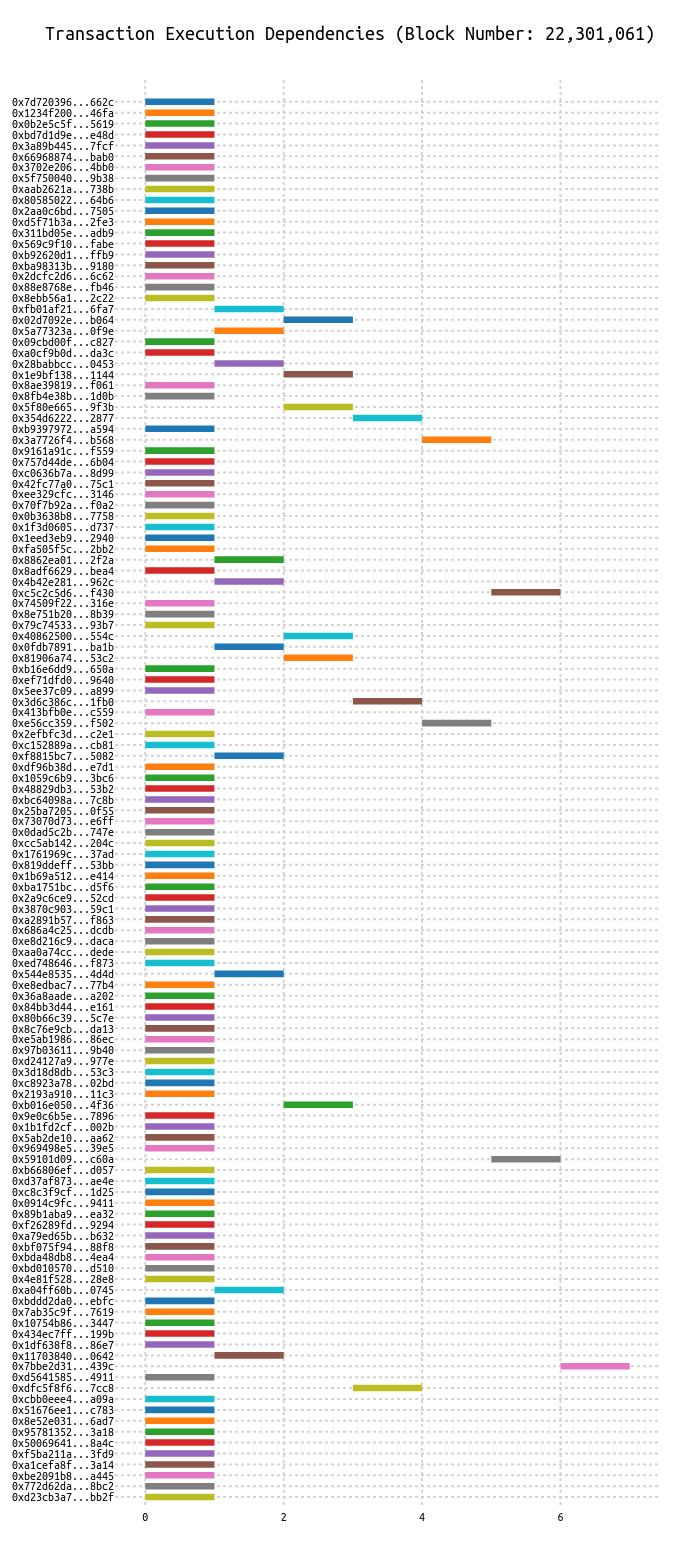 Transaction Execution Dependencies (Block Number: 22,301,061)
0x7d720396...662c
0x1234f200...46fa
0x0b2e5c5f...5619
0xbd7d1d9e...e48d
0x3a89b445...7fcf
0x66968874...bab0
0x3702e206...4bb0
0x5f750040...9b38
0xaab2621a...738b
0x80585022...64b6
0x2aa0c6bd...7505
0xd5f71b3a...2fe3
0x311bd05e...adb9
0x569c9f10...fabe
0xb92620d1...ffb9
0xba98313b...9180
0x2dcfc2d6...6c62
0x88e8768e...fb46
0x8ebb56a1...2c22
0xfb01af21...6fa7
0x02d7092e...b064
0x5a77323a...0f9e
0x09cbd00f...c827
0xa0cf9b0d...da3c
0x28babbcc...0453
0x1e9bf138...1144
0x8ae39819...f061
0x8fb4e38b...1d0b
0x5f80e665...9f3b
0x354d6222...2877
0xb9397972...a594
0x3a7726f4...b568
0x9161a91c...f559
0x757d44de...6b04
0xc0636b7a...8d99
0x42fc77a0...75c1
0xee329cfc...3146
0x70f7b92a...f0a2
0x0b3638b8...7758
0x1f3d0605...d737
0x1eed3eb9...2940
0xfa505f5c...2bb2
0x8862ea01...2f2a
0x8adf6629...bea4
0x4b42e281...962c
0xc5c2c5d6...f430
0x74509f22...316e
0x8e751b20...8b39
0x79c74533...93b7
0x40862500...554c
0x0fdb7891...ba1b
0x81906a74...53c2
0xb16e6dd9...650a
0xef71dfd0...9640
0x5ee37c09...a899
0x3d6c386c...1fb0
0x413bfb0e...c559
0xe56cc359...f502
0x2efbfc3d...c2e1
0xc152889a...cb81
0xf8815bc7...5082
0xdf96b38d...e7d1
0x1059c6b9...3bc6
0x48829db3...53b2
0xbc64098a...7c8b
0x25ba7205...0f55
0x73070d73...e6ff
0x0dad5c2b...747e
0xcc5ab142...204c
0x1761969c...37ad
0x819ddeff...53bb
0x1b69a512...e414
0xba1751bc...d5f6
0x2a9c6ce9...52cd
0x3870c903...59c1
0xa2891b57...f863
0x686a4c25...dcdb
0xe8d216c9...daca
0xaa0a74cc...dede
0xed748646...f873
0x544e8535...4d4d
0xe8edbac7...77b4
0x36a8aade...a202
0x84bb3d44...e161
0x80b66c39...5c7e
0x8c76e9cb...da13
0xe5ab1986...86ec
0x97b03611...9b40
0xd24127a9...977e
0x3d18d8db...53c3
0xc8923a78...02bd
0x2193a910...11c3
0xb016e050...4f36
0x9e0c6b5e...7896
0x1b1fd2cf...002b
0x5ab2de10...aa62
0x969498e5...39e5
0x59101d09...c60a
0xb66806ef...d057
0xd37af873...ae4e
0xc8c3f9cf...1d25
0x0914c9fc...9411
0x89b1aba9...ea32
0xf26289fd...9294
0xa79ed65b...b632
0xbf075f94...88f8
0xbda48db8...4ea4
0xbd010570...d510
0x4e81f528...28e8
0xa04ff60b...0745
0xbddd2da0...ebfc
0x7ab35c9f...7619
0x10754b86...3447
0x434ec7ff...199b
0x1df638f8...86e7
0x11703840...0642
0x7bbe2d31...439c
0xd5641585...4911
0xdfc5f8f6...7cc8
0xcbb0eee4...a09a
0x51676ee1...c783
0x8e52e031...6ad7
0x95781352...3a18
0x50069641...8a4c
0xf5ba211a...3fd9
0xa1cefa8f...3a14
0xbe2091b8...a445
0x772d62da...8bc2
0xd23cb3a7...bb2f
0 2 4 6